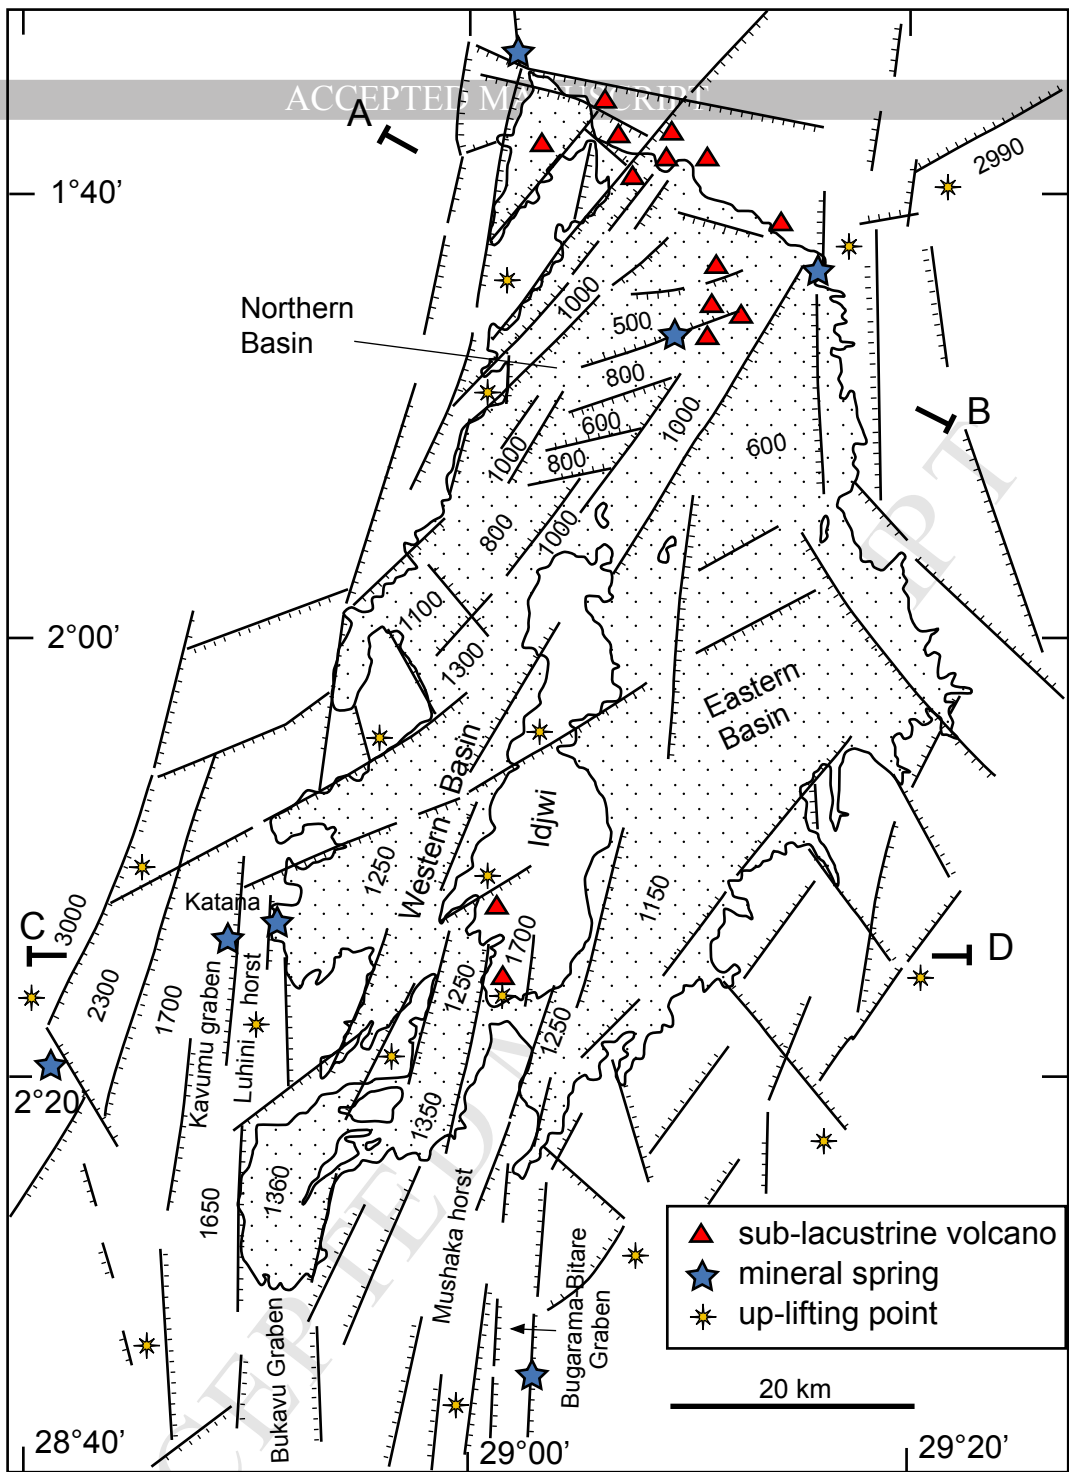 ACCEPTED MANUSCRIPT
A
2990
1°40’
Northern
Basin
1000
500
800
B
600
1000
600
1000
800
800
1000
1100
2°00’
1300
Eastern
Basin
Western
Basin
Idjwi
1250
1150
Katana
3000
C
1700
D
2300
1700
Kavumu graben
Luhini horst
1250
1250
2°20’
1350
1360
1650
Mushaka horst
sub-lacustrine volcano
mineral spring
up-lifting point
Bugarama-Bitare
Graben
Bukavu Graben
20 km
28°40’
29°00’
29°20’